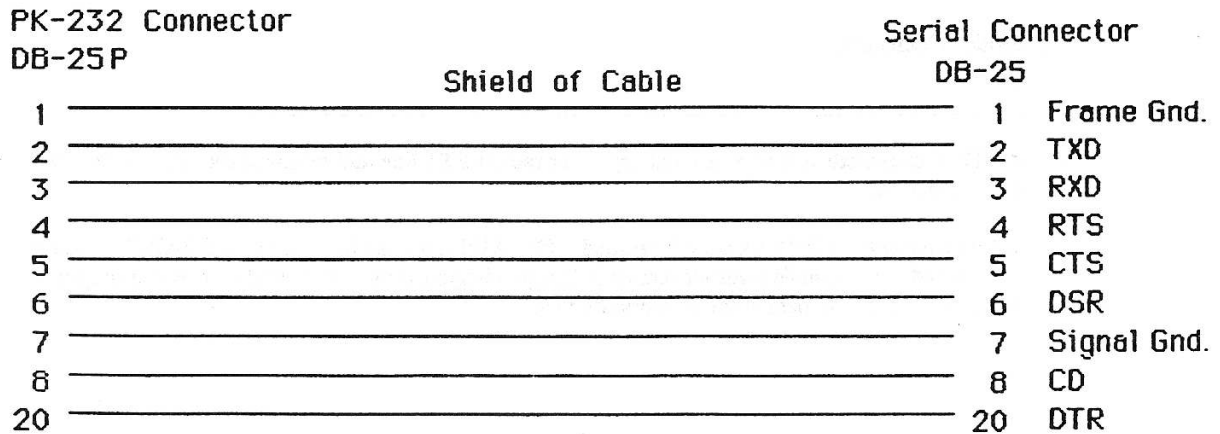 PK-232 Connector
Serial Connector
DB-25P
DB-25
Shield of Cable
1 1 Frame Gnd.
2 2 TXD
3 3 RXD
4 4 RTS
5 5 CTS
6 6 DSR
7 7 Signal Gnd.
8 8 CD
20 20 DTR